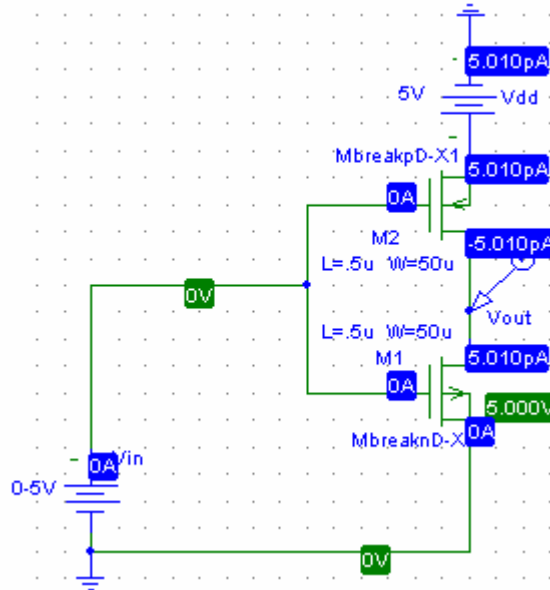 5.010pA
5V Vdd
MbreakpD-X1
5.010pA
0A
M2
-5.010pA
L=.5u W=50u
0V
Vout
L=.5u W=50u
M1
5.010pA
0A
5.000V
MbreaknD-X
0A
0A Vin
0-5V
0V